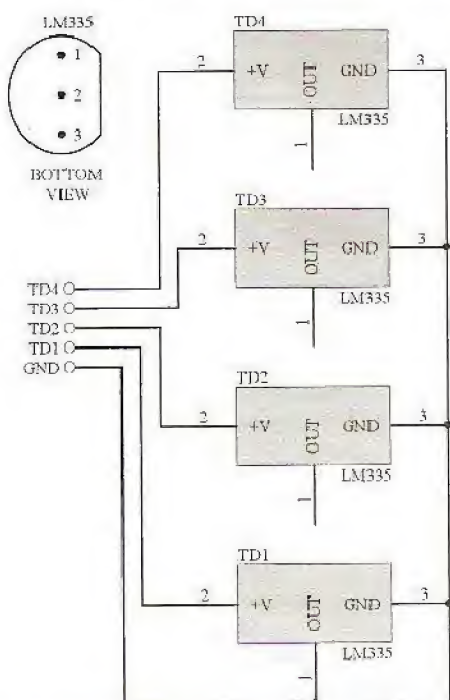 LM335
1
2
3
BOTTOM
VIEW
TD4
2
+V
OUT
GND
3
LM335
1
TD3
2
+V
OUT
GND
3
LM335
1
TD4
TD3
TD2
TD1
GND
TD2
2
+V
OUT
GND
3
LM335
1
TD1
2
+V
OUT
GND
3
LM335
1